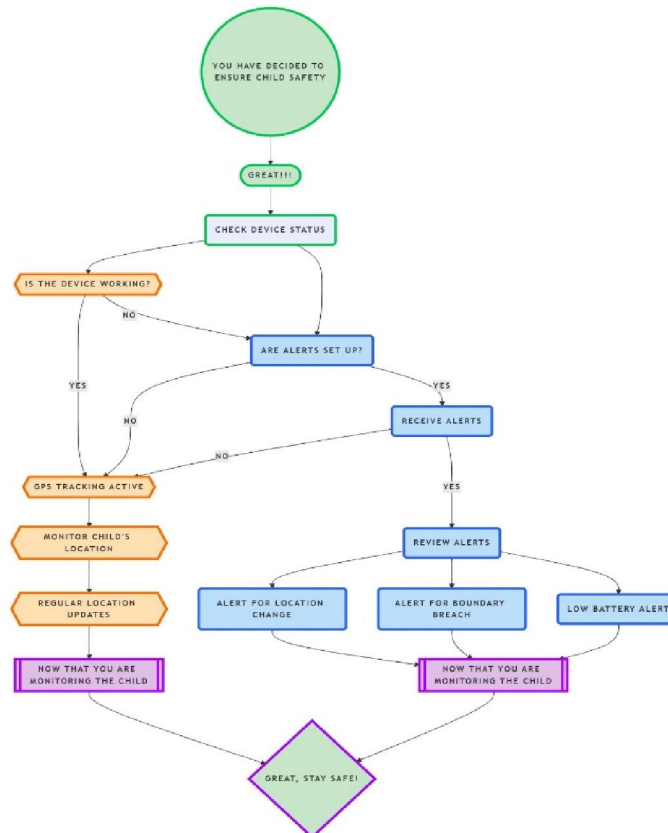 YOU HAVE DECIDED TO
ENSURE CHILD SAFETY
GREAT!!!
CHECK DEVICE STATUS
IS THE DEVICE WORKING?
NO
ARE ALERTS SET UP?
YES
YES
NO
RECEIVE ALERTS
NO
GPS TRACKING ACTIVE
YES
MONITOR CHILD'S
LOCATION
REVIEW ALERTS
REGULAR LOCATION
UPDATES
ALERT FOR LOCATION
CHANGE
ALERT FOR BOUNDARY
BREACH
LOW BATTERY ALERT
NOW THAT YOU ARE
MONITORING THE CHILD
NOW THAT YOU ARE
MONITORING THE CHILD
GREAT, STAY SAFE!